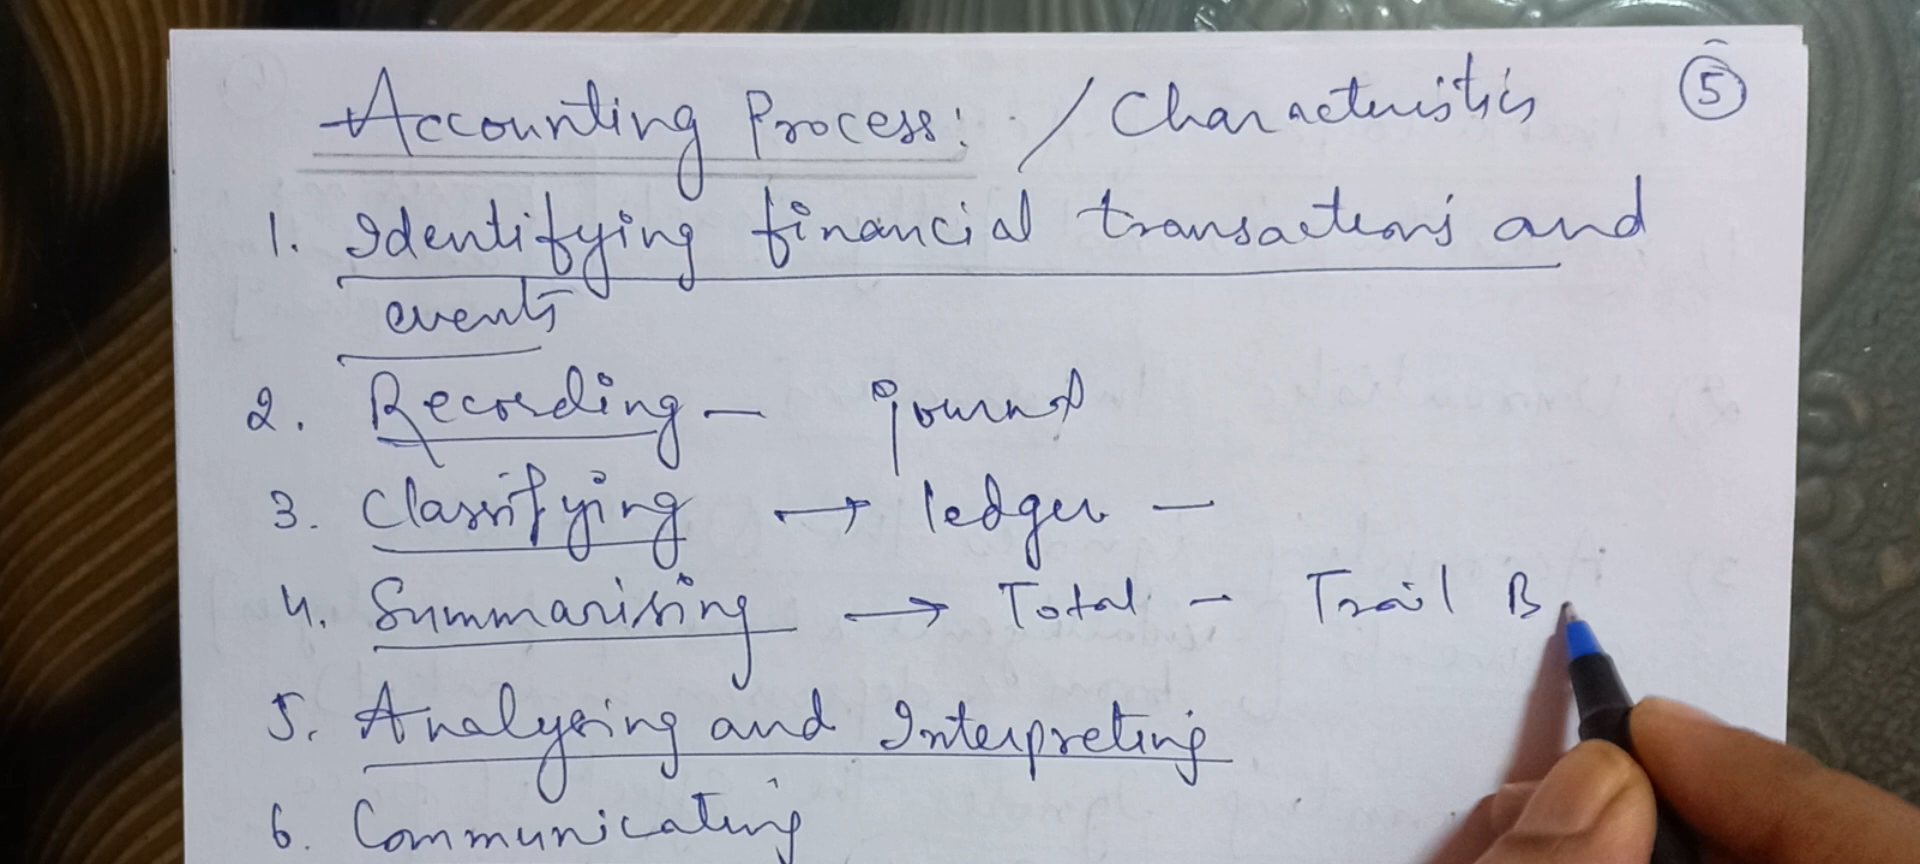 Accounting Process: / Characteristics ⑤
1. Identifying financial transactions and
events
2. Recording - journal
3. Classifying → ledger -
4. Summarising → Total - Trail B
5. Analysing and Interpreting
6. Communicating